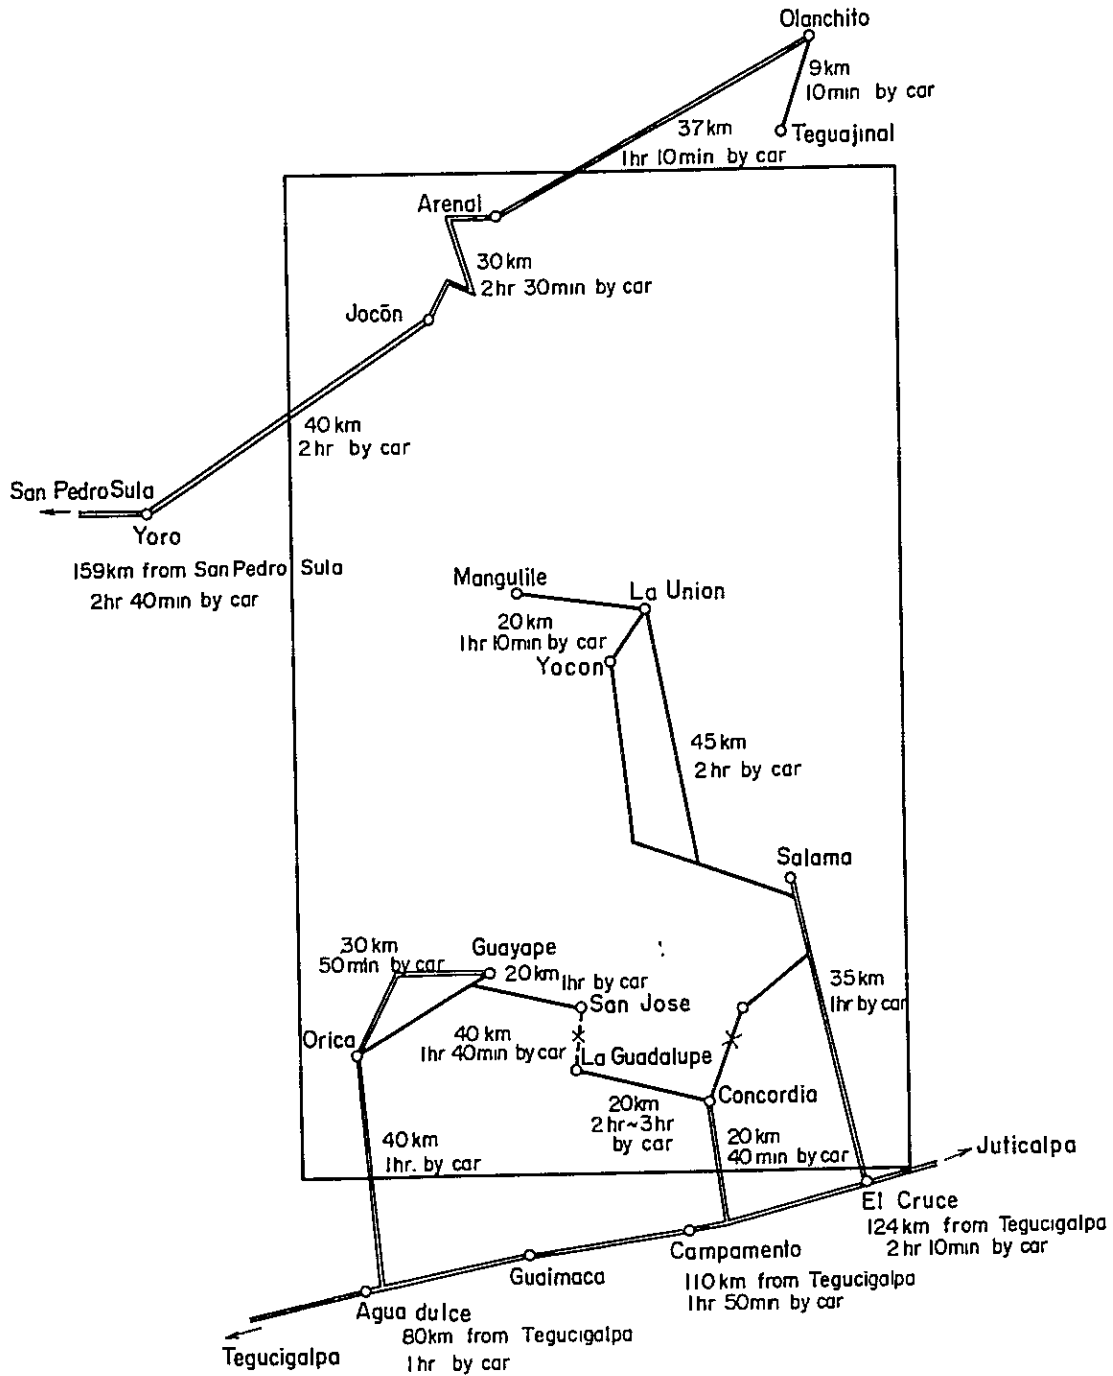 Olanchito
9km
10min by car
Teguajinal
37km
1hr 10min by car
Arenal
30km
2hr 30min by car
Jocōn
40km
2hr by car
San Pedro Sula
Yoro
159km from San Pedro Sula
2hr 40min by car
Mangulile
La Union
20km
1hr 10min by car
Yocon
45km
2hr by car
Salama
30km
50min by car
Guayape
20km
1hr by car
San Jose
35km
1hr by car
Orica
40km
1hr 40min by car
La Guadalupe
Concordia
20km
2hr~3hr
by car
20km
40min by car
40km
1hr. by car
Juticalpa
El Cruce
124km from Tegucigalpa
2hr 10min by car
Campamento
110km from Tegucigalpa
1hr 50min by car
Guaimaca
Agua dulce
80km from Tegucigalpa
1hr by car
Tegucigalpa